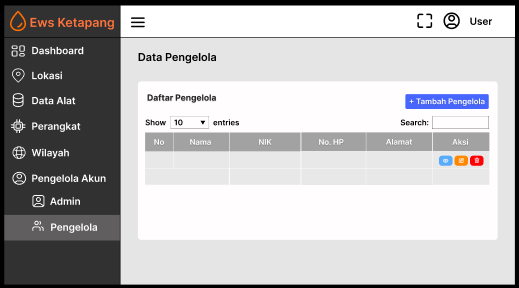 Ews Ketapang
User
Dashboard
Lokasi
Data Alat
Perangkat
Wilayah
Pengelola Akun
Admin
Pengelola
Data Pengelola
Daftar Pengelola
+ Tambah Pengelola
Show 10 entries
Search:
No Nama NIK No. HP Alamat Aksi